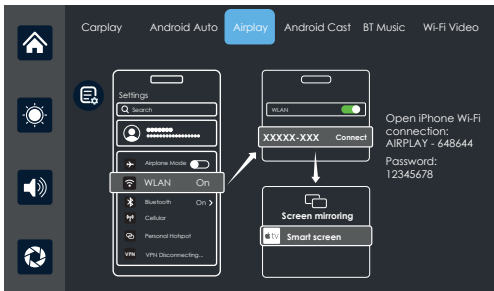 Carplay Android Auto Airplay Android Cast BT Music Wi-Fi Video
Settings
Search
Airplane Mode
WLAN On
Bluetooth On >
Cellular
Personal Hotspot
VPN VPN Disconnecting...
WLAN
XXXXX-XXX Connect
Screen mirroring
tv Smart screen
Open iPhone Wi-Fi
connection:
AIRPLAY - 648644
Password:
12345678